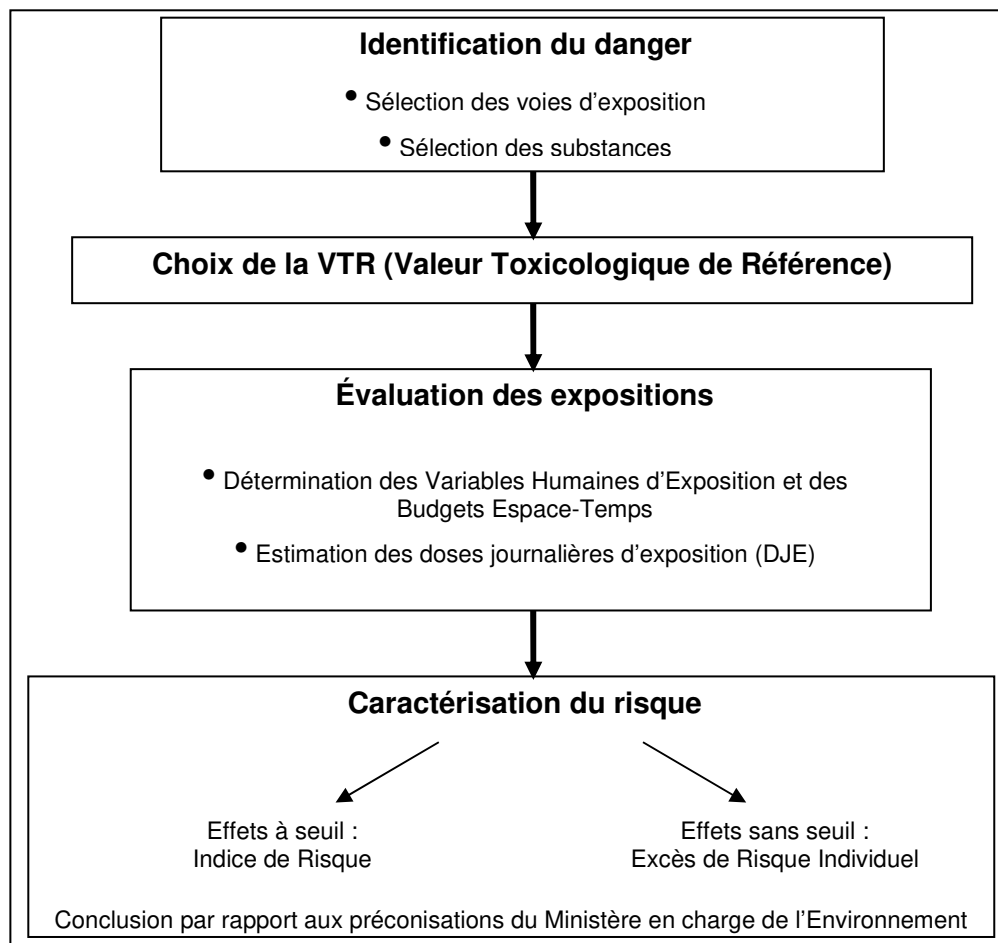 Identification du danger
• Sélection des voies d’exposition
• Sélection des substances
Choix de la VTR (Valeur Toxicologique de Référence)
Évaluation des expositions
• Détermination des Variables Humaines d’Exposition et des
Budgets Espace-Temps
• Estimation des doses journalières d’exposition (DJE)
Caractérisation du risque
Effets à seuil :
Indice de Risque
Effets sans seuil :
Excès de Risque Individuel
Conclusion par rapport aux préconisations du Ministère en charge de l’Environnement